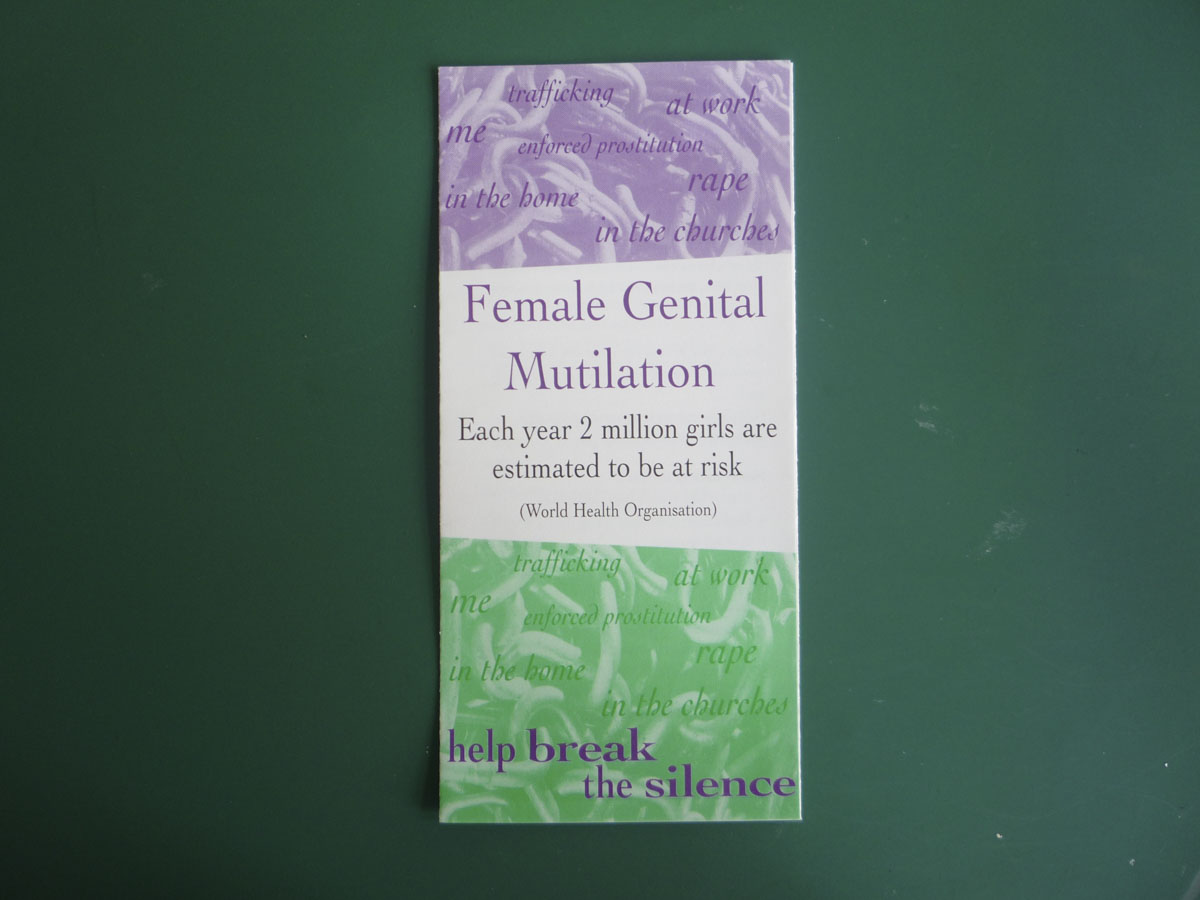 trafficking
at work
me
enforced prostitution
rape
in the home
in the churches
Female Genital
Mutilation
Each year 2 million girls are
estimated to be at risk
(World Health Organisation)
trafficking
at work
me
enforced prostitution
rape
in the home
in the churches
help break
the silence